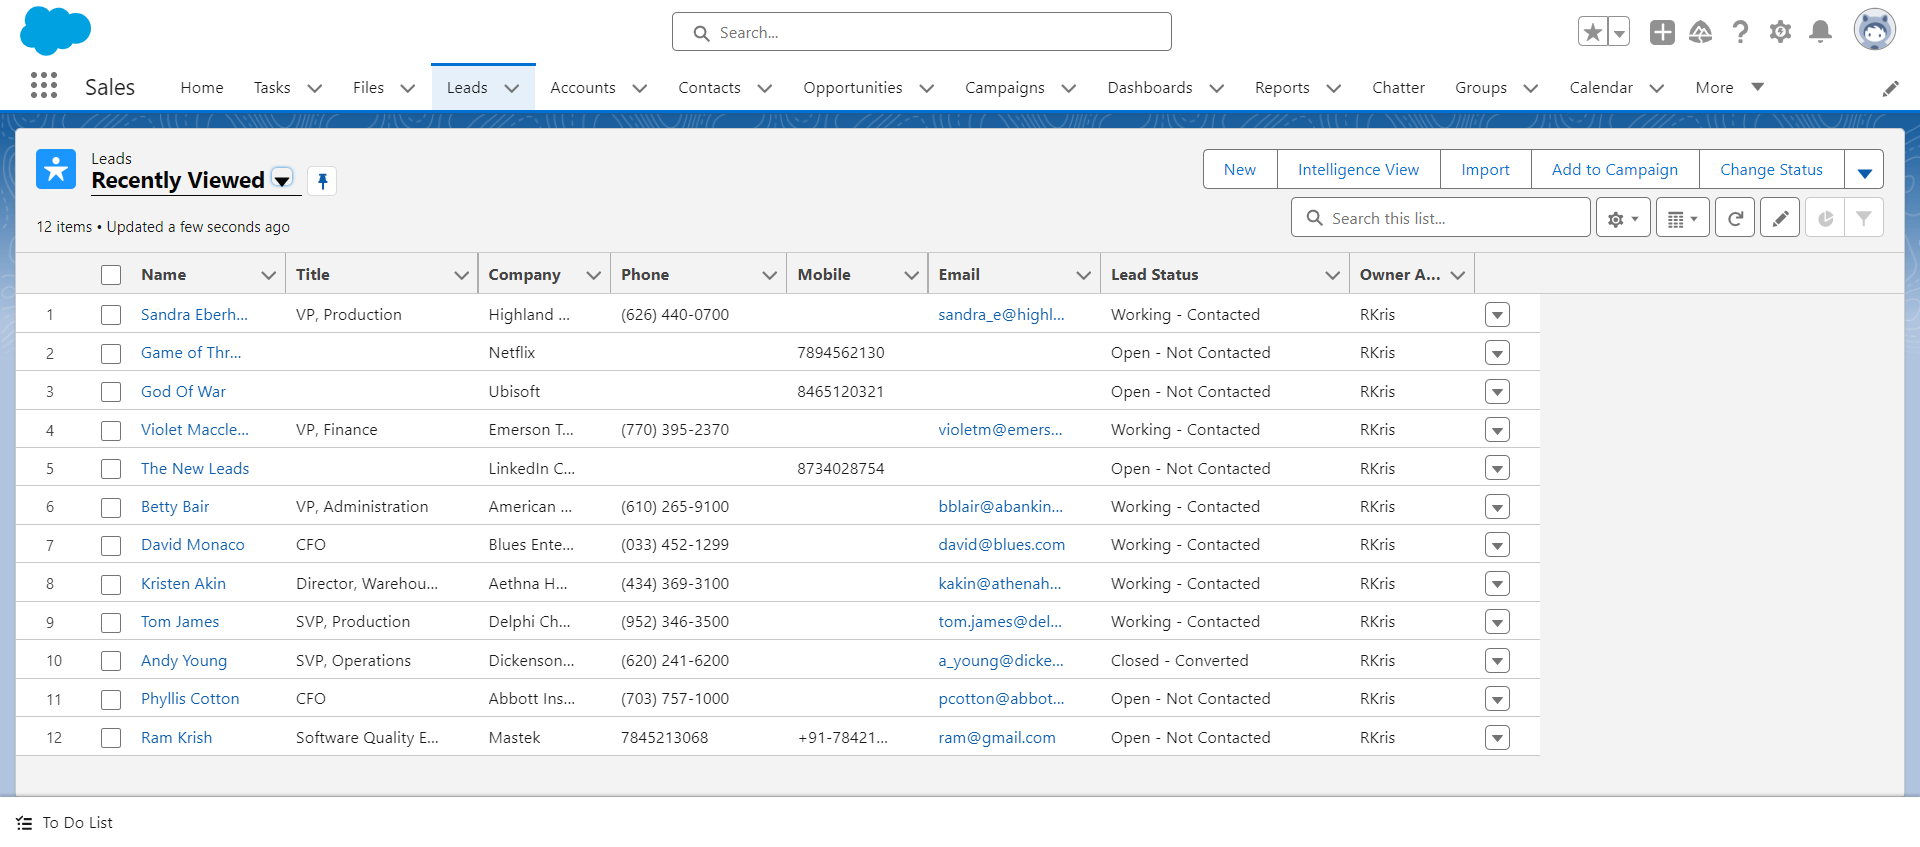 Search...
Sales Home Tasks Files Leads Accounts Contacts Opportunities Campaigns Dashboards Reports Chatter Groups Calendar More
Leads
Recently Viewed
New Intelligence View Import Add to Campaign Change Status
12 items • Updated a few seconds ago
Search this list...
Name Title Company Phone Mobile Email Lead Status Owner A...
1 Sandra Eberh... VP, Production Highland ... (626) 440-0700 sandra_e@highl... Working - Contacted RKris
2 Game of Thr... Netflix 7894562130 Open - Not Contacted RKris
3 God Of War Ubisoft 8465120321 Open - Not Contacted RKris
4 Violet Maccle... VP, Finance Emerson T... (770) 395-2370 violetm@emers... Working - Contacted RKris
5 The New Leads LinkedIn C... 8734028754 Open - Not Contacted RKris
6 Betty Bair VP, Administration American ... (610) 265-9100 bblair@abankin... Working - Contacted RKris
7 David Monaco CFO Blues Ente... (033) 452-1299 david@blues.com Working - Contacted RKris
8 Kristen Akin Director, Warehou... Aethna H... (434) 369-3100 kakin@athenah... Working - Contacted RKris
9 Tom James SVP, Production Delphi Ch... (952) 346-3500 tom.james@del... Working - Contacted RKris
10 Andy Young SVP, Operations Dickenson... (620) 241-6200 a_young@dicke... Closed - Converted RKris
11 Phyllis Cotton CFO Abbott Ins... (703) 757-1000 pcotton@abbot... Open - Not Contacted RKris
12 Ram Krish Software Quality E... Mastek 7845213068 +91-78421... ram@gmail.com Open - Not Contacted RKris
To Do List